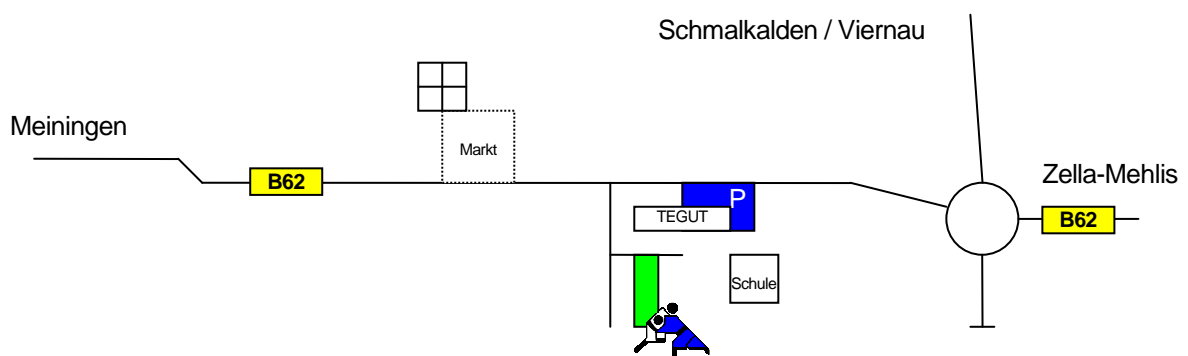 Schmalkalden / Viernau
Meiningen
Markt
B62
Zella-Mehlis
P
TEGUT
B62
Schule